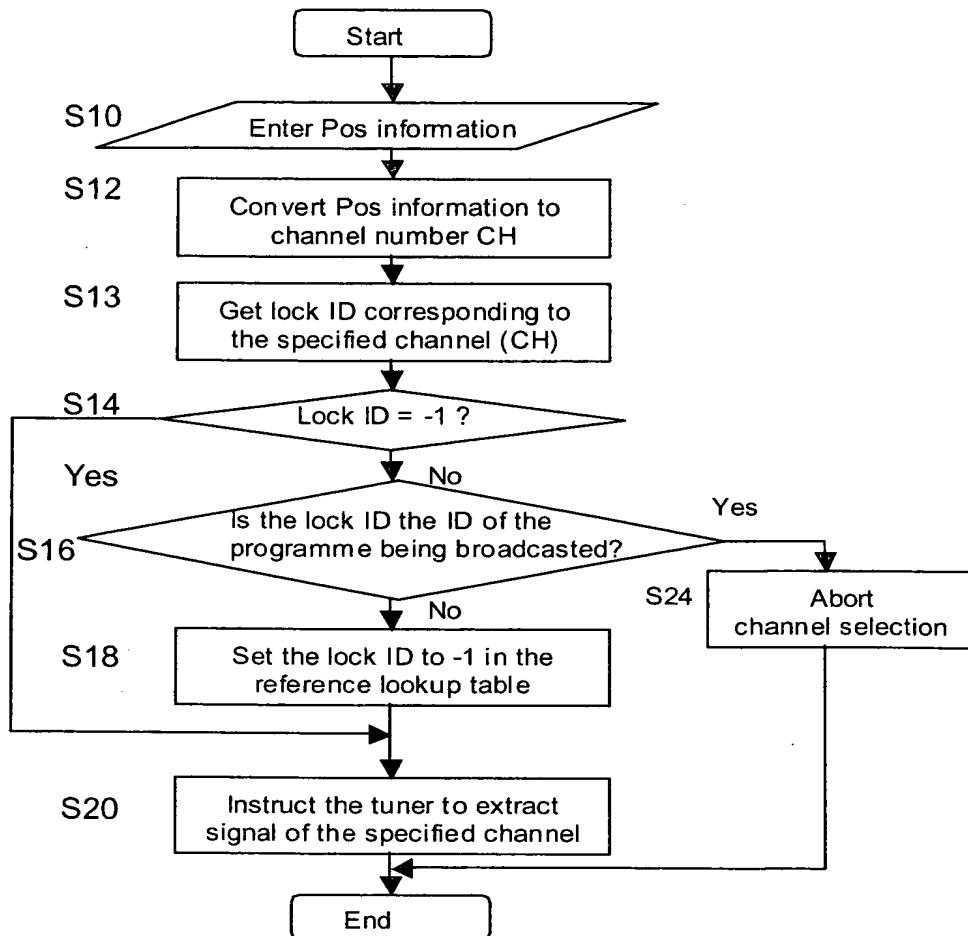 Start
S10
Enter Pos information
S12
Convert Pos information to
channel number CH
S13
Get lock ID corresponding to
the specified channel (CH)
S14
Lock ID = -1 ?
Yes
No
Yes
Is the lock ID the ID of the
programme being broadcasted?
S16
No
S24
Abort
channel selection
S18
Set the lock ID to -1 in the
reference lookup table
S20
Instruct the tuner to extract
signal of the specified channel
End